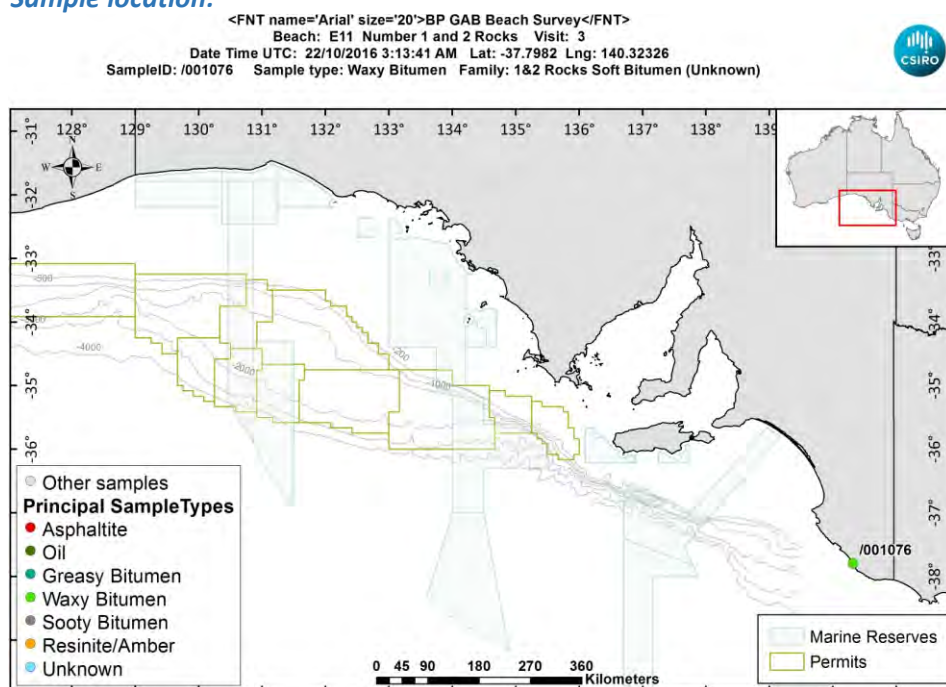 Sample location:
<FNT name='Arial' size='20'>BP GAB Beach Survey</FNT>
Beach: E11 Number 1 and 2 Rocks Visit: 3
Date Time UTC: 22/10/2016 3:13:41 AM Lat: -37.7982 Lng: 140.32326
SampleID: /001076 Sample type: Waxy Bitumen Family: 1&2 Rocks Soft Bitumen (Unknown)
CSIRO
128° 129° 130° 131° 132° 133° 134° 135° 136° 137° 138° 139
-31°
-32°
-33°
-34°
-35°
-36°
-37°
-38°
N
W E
S
-33°
-34°
-35°
-36°
-37°
-38°
-4000
-2000
-200
-1000
/001076
Other samples
Principal SampleTypes
Asphaltite
Oil
Greasy Bitumen
Waxy Bitumen
Sooty Bitumen
Resinite/Amber
Unknown
0 45 90 180 270 360
Kilometers
Marine Reserves
Permits